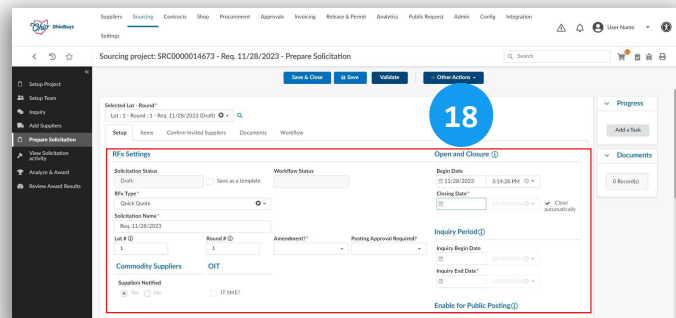 Ohio OhioBuys
Suppliers Sourcing Contracts Shop Procurement Approvals Invoicing Release & Permit Analytics Public Request Admin Config Integration
Settings
User Name
Sourcing project: SRC0000014673 - Req. 11/28/2023 - Prepare Solicitation
Search
Save & Close Save Validate Other Actions
18
Setup Project
Setup Team
Inquiry
Add Suppliers
Prepare Solicitation
View Solicitation activity
Analyze & Award
Review Award Results
Selected Lot - Round*
Lot : 1 - Round : 1 - Req. 11/28/2023 (Draft)
Setup Items Confirm Invited Suppliers Documents Workflow
RFx Settings
Solicitation Status Workflow Status
Draft Save as a template
RFx Type*
Quick Quote
Solicitation Name*
Req. 11/28/2023
Lot # Round # Amendment?* Posting Approval Required?
1 1
Commodity Suppliers OIT
Suppliers Notified
Yes No IT SME?
Open and Closure
Begin Date
11/28/2023 3:14:28 PM
Closing Date*
Close automatically
Inquiry Period
Inquiry Begin Date
Inquiry End Date*
Enable for Public Posting
Progress
Add a Task
Documents
0 Record(s)